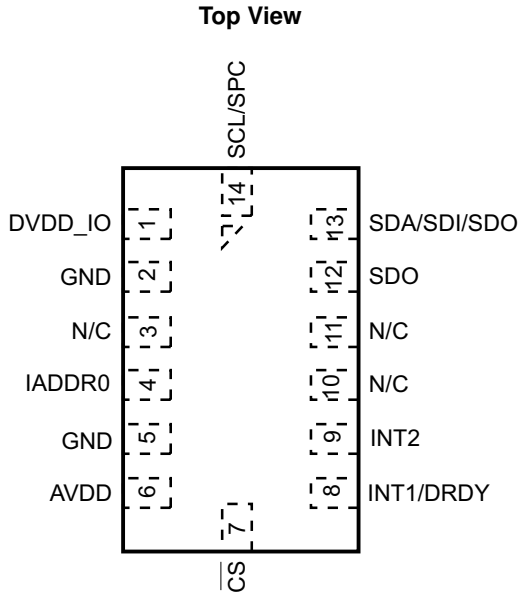 Top View
SCL/SPC
14
DVDD_IO 1 13 SDA/SDI/SDO
GND 2 12 SDO
N/C 3 11 N/C
IADDR0 4 10 N/C
GND 5 9 INT2
AVDD 6 8 INT1/DRDY
7
C̅S̅